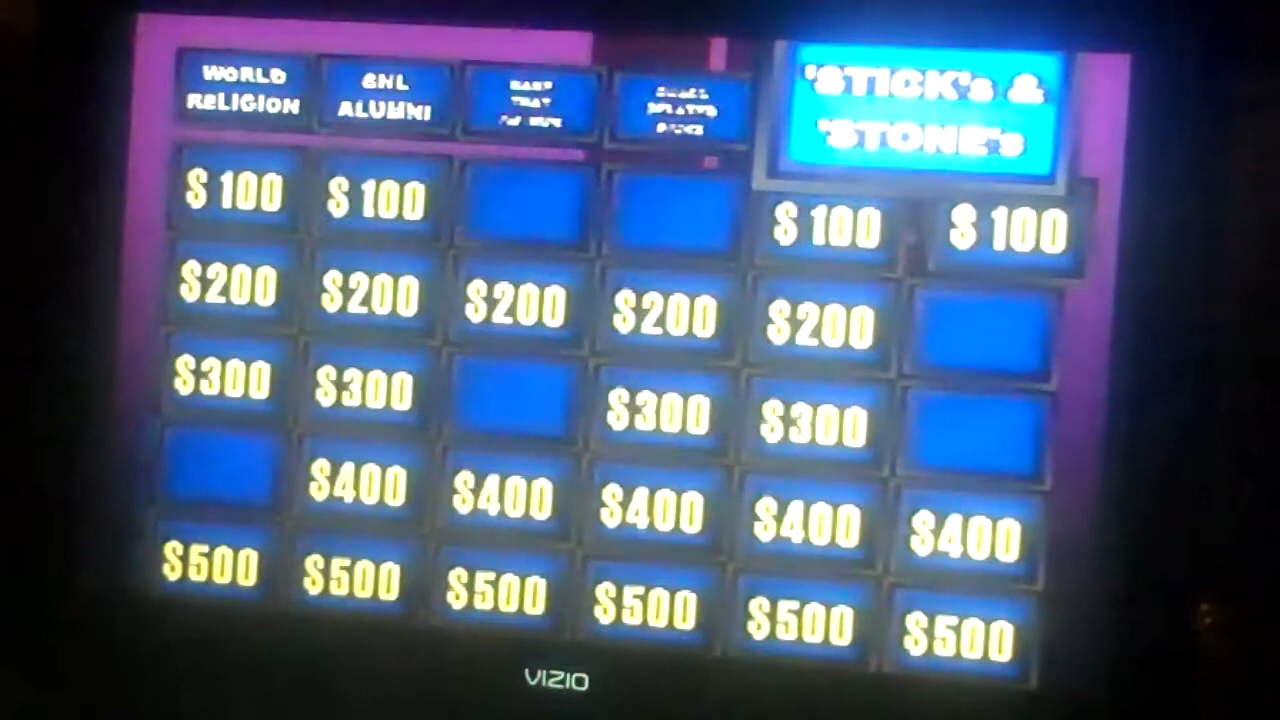 WORLD
RELIGION
SNL
ALUMNI
THAT
'STICK's &
'STONE's
$100 $100 $100 $100
$200 $200 $200 $200 $200
$300 $300 $300 $300
$400 $400 $400 $400 $400
$500 $500 $500 $500 $500 $500
VIZIO